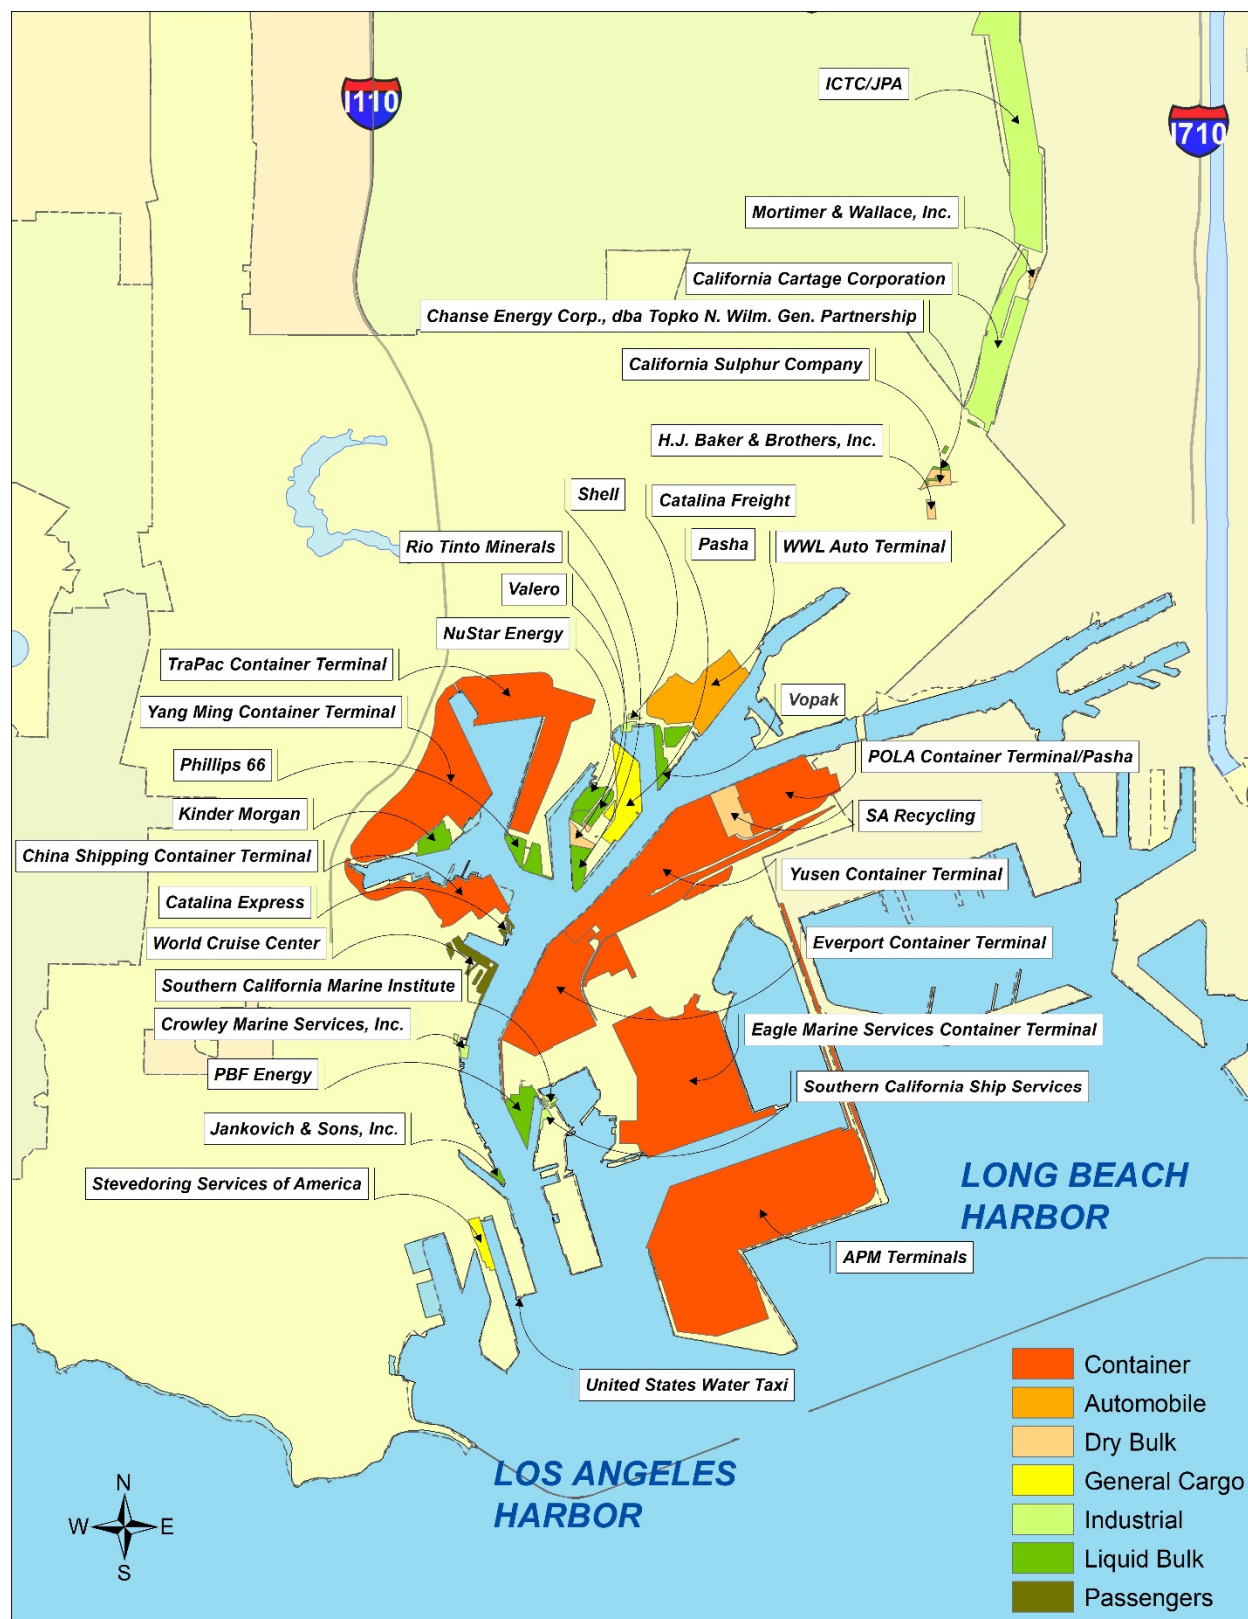 I110
ICTC/JPA
I710
Mortimer & Wallace, Inc.
California Cartage Corporation
Chanse Energy Corp., dba Topko N. Wilm. Gen. Partnership
California Sulphur Company
H.J. Baker & Brothers, Inc.
Shell
Catalina Freight
Rio Tinto Minerals
Pasha
WWL Auto Terminal
Valero
NuStar Energy
TraPac Container Terminal
Vopak
Yang Ming Container Terminal
POLA Container Terminal/Pasha
Phillips 66
Kinder Morgan
SA Recycling
China Shipping Container Terminal
Yusen Container Terminal
Catalina Express
World Cruise Center
Everport Container Terminal
Southern California Marine Institute
Crowley Marine Services, Inc.
Eagle Marine Services Container Terminal
PBF Energy
Southern California Ship Services
Jankovich & Sons, Inc.
Stevedoring Services of America
LONG BEACH
HARBOR
APM Terminals
United States Water Taxi
Container
Automobile
Dry Bulk
General Cargo
Industrial
Liquid Bulk
Passengers
LOS ANGELES
HARBOR
N
W E
S